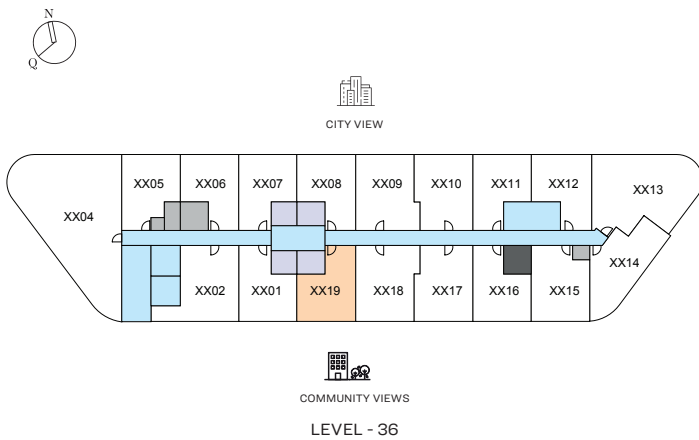 N
Q
CITY VIEW
XX05 XX06 XX07 XX08 XX09 XX10 XX11 XX12 XX13
XX04
XX14
XX02 XX01 XX19 XX18 XX17 XX16 XX15
COMMUNITY VIEWS
LEVEL - 36